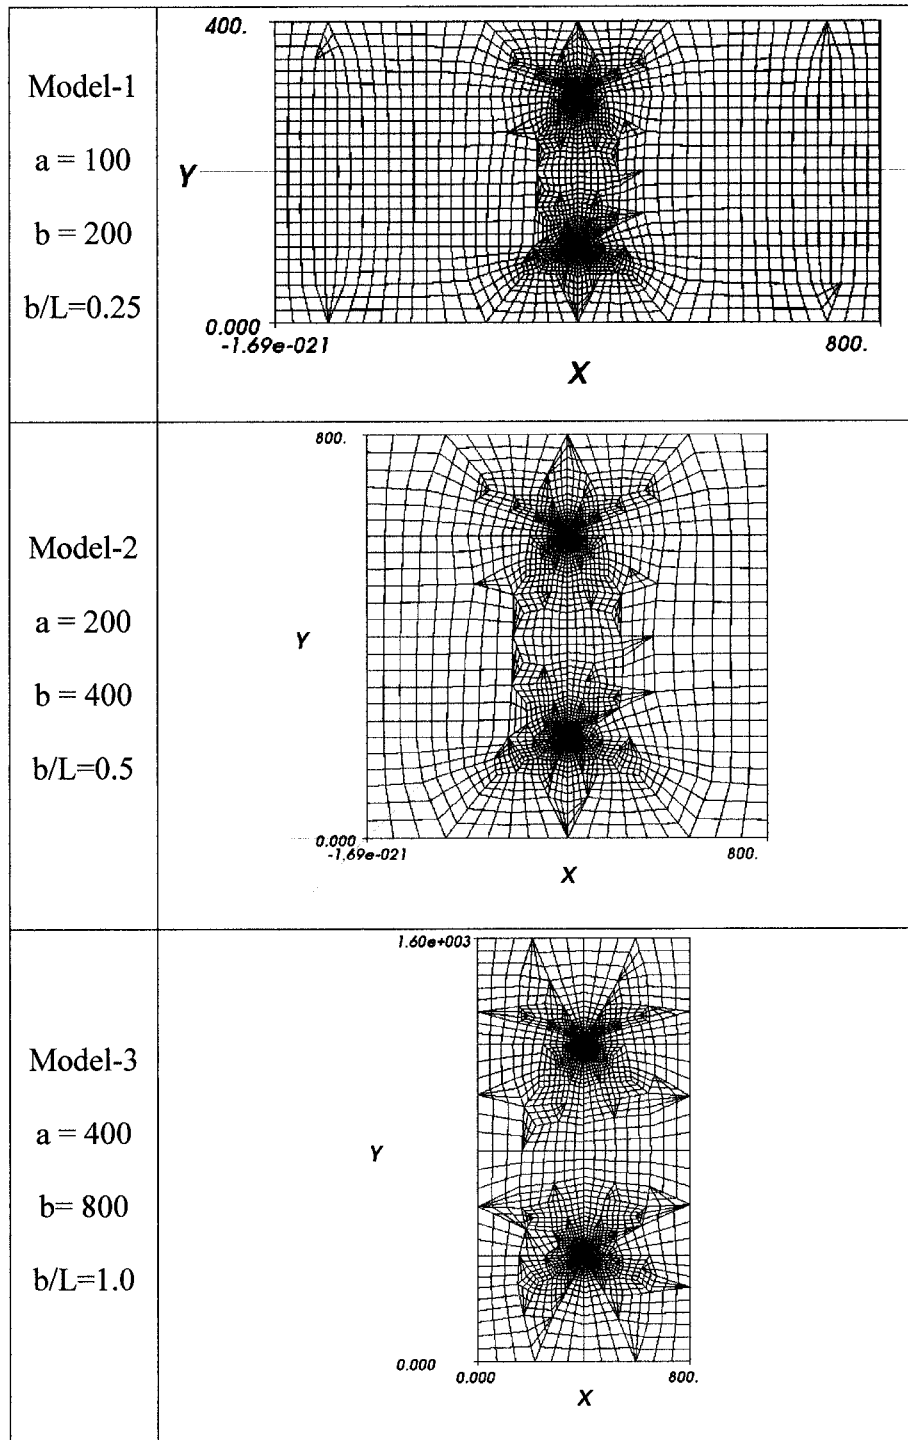 Model-1
a = 100
b = 200
b/L=0.25
400.
Y
0.000
-1.69e-021
800.
X
Model-2
a = 200
b = 400
b/L=0.5
800.
Y
0.000
-1.69e-021
800.
X
Model-3
a = 400
b= 800
b/L=1.0
1.60e+003
Y
0.000
0.000
800.
X